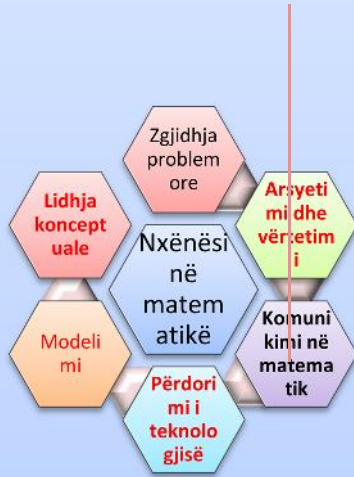 Zgjidhja
problem
ore
Arsyeti
mi dhe
vërtetim
i
Komuni
kimi në
matema
tik
Përdori
mi i
teknolo
gjisë
Modeli
mi
Lidhja
koncept
uale
Nxënësi
në
matem
atikë